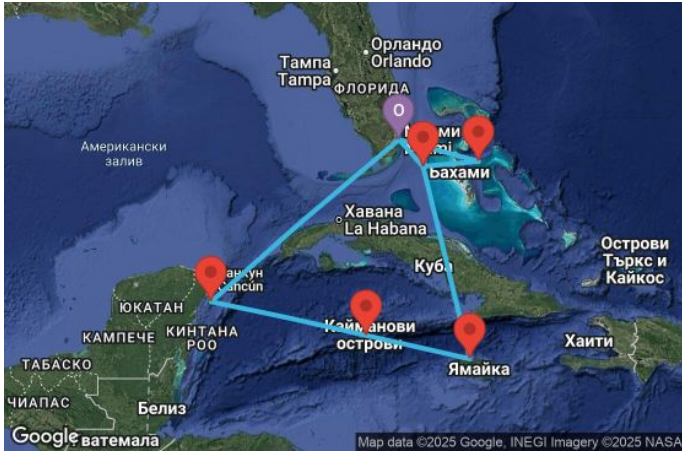 Орландо
Orlando
Тампа
Tampa
ФЛОРИДА
O
Американски
залив
Бахами
Хавана
La Habana
Куба
Острови
Търкс и
Кайкос
Cancún
ЮКАТАН
КАМПЕЧЕ
КИНТАНА
РОО
Кайманови
острови
Хаити
Ямайка
ТАБАСКО
ЧИАПАС
Белиз
Google
Map data ©2025 Google, INEGI Imagery ©2025 NASA